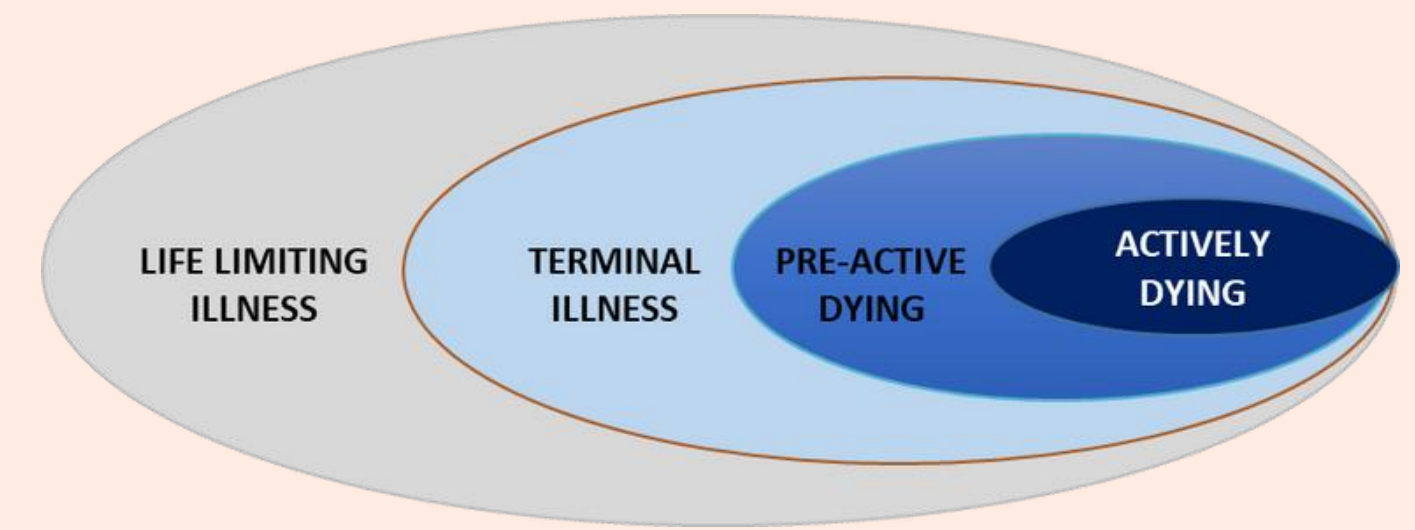 LIFE LIMITING
ILLNESS
TERMINAL
ILLNESS
PRE-ACTIVE
DYING
ACTIVELY
DYING